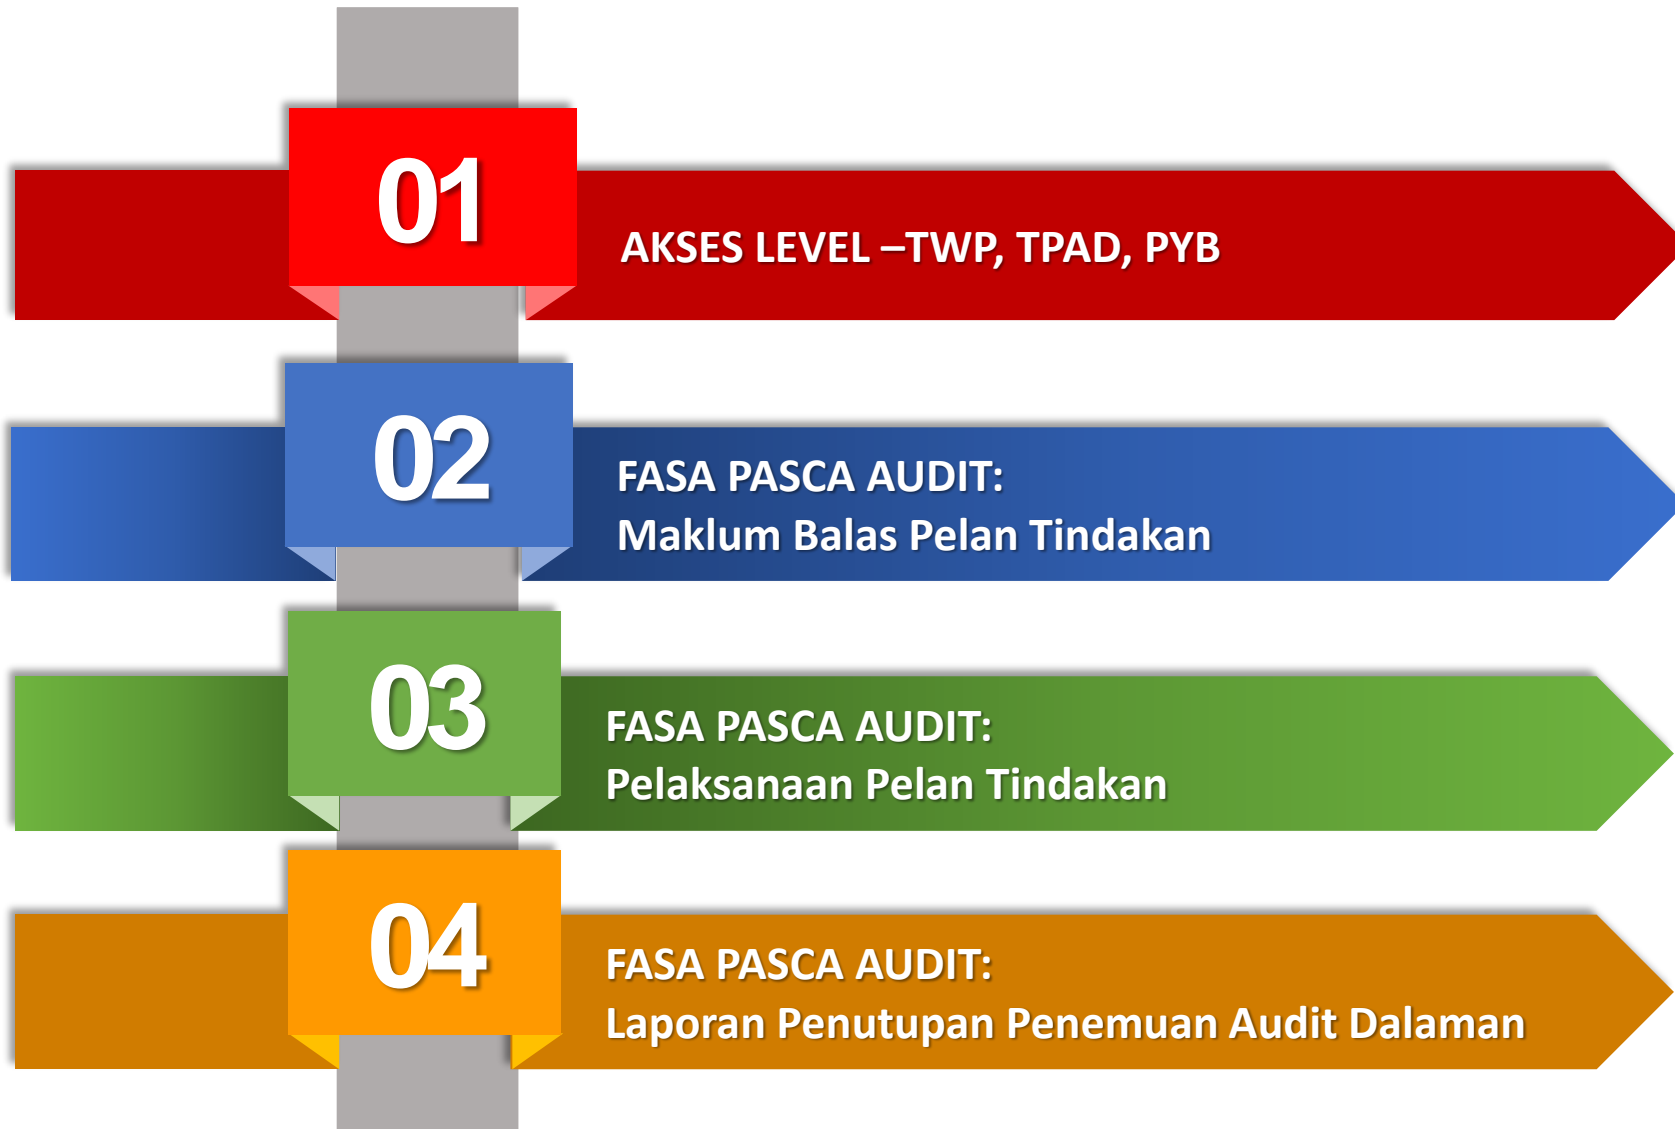 01
AKSES LEVEL –TWP, TPAD, PYB
02
FASA PASCA AUDIT:
Maklum Balas Pelan Tindakan
03
FASA PASCA AUDIT:
Pelaksanaan Pelan Tindakan
04
FASA PASCA AUDIT:
Laporan Penutupan Penemuan Audit Dalaman